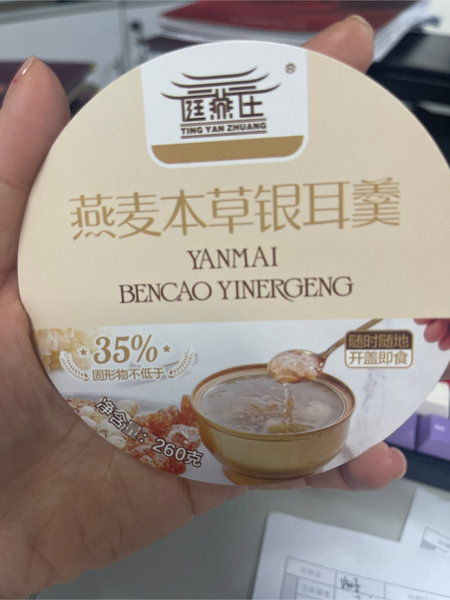 庭燕庄
®
TING YAN ZHUANG
燕麦本草银耳羹
YANMAI
BENCAO YINERGENG
35%
固形物不低于
随时随地
开盖即食
净含量：260克